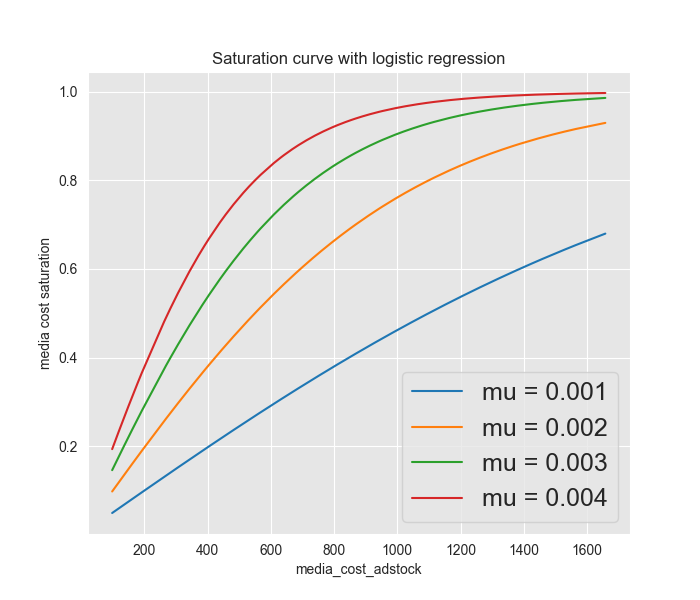 Saturation curve with logistic regression
1.0
0.8
0.6
0.4
0.2
media cost saturation
mu = 0.001
mu = 0.002
mu = 0.003
mu = 0.004
200 400 600 800 1000 1200 1400 1600
media_cost_adstock